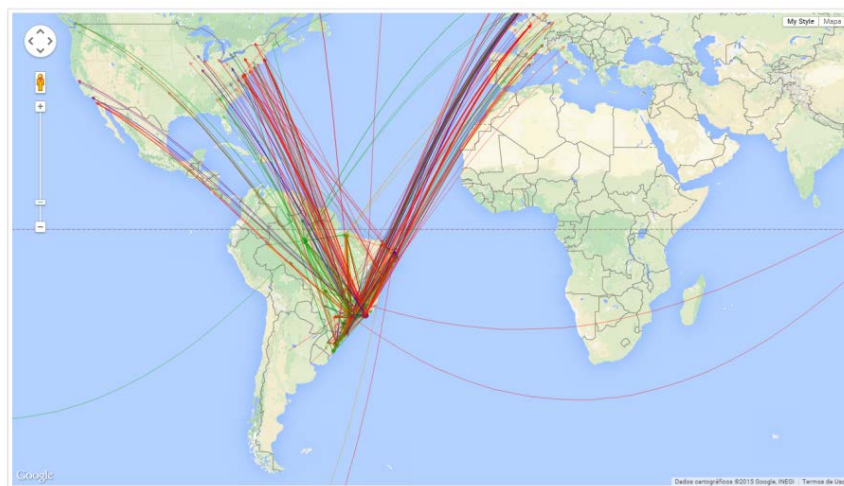 My Style
Mapa
Google
Dados cartográficos ©2015 Google, INEGI
Termos de Uso